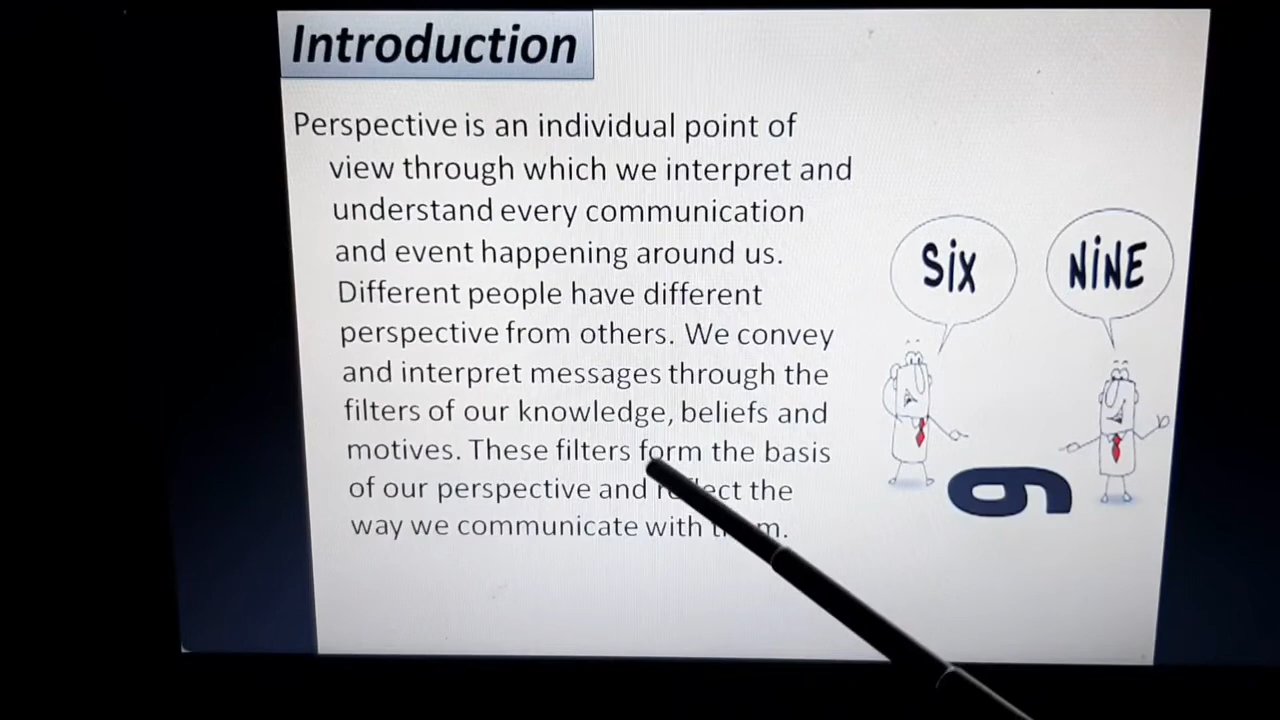 Introduction
Perspective is an individual point of
view through which we interpret and
understand every communication
and event happening around us.
Different people have different
perspective from others. We convey
and interpret messages through the
filters of our knowledge, beliefs and
motives. These filters form the basis
of our perspective and reflect the
way we communicate with them.
SiX
NiNE
6